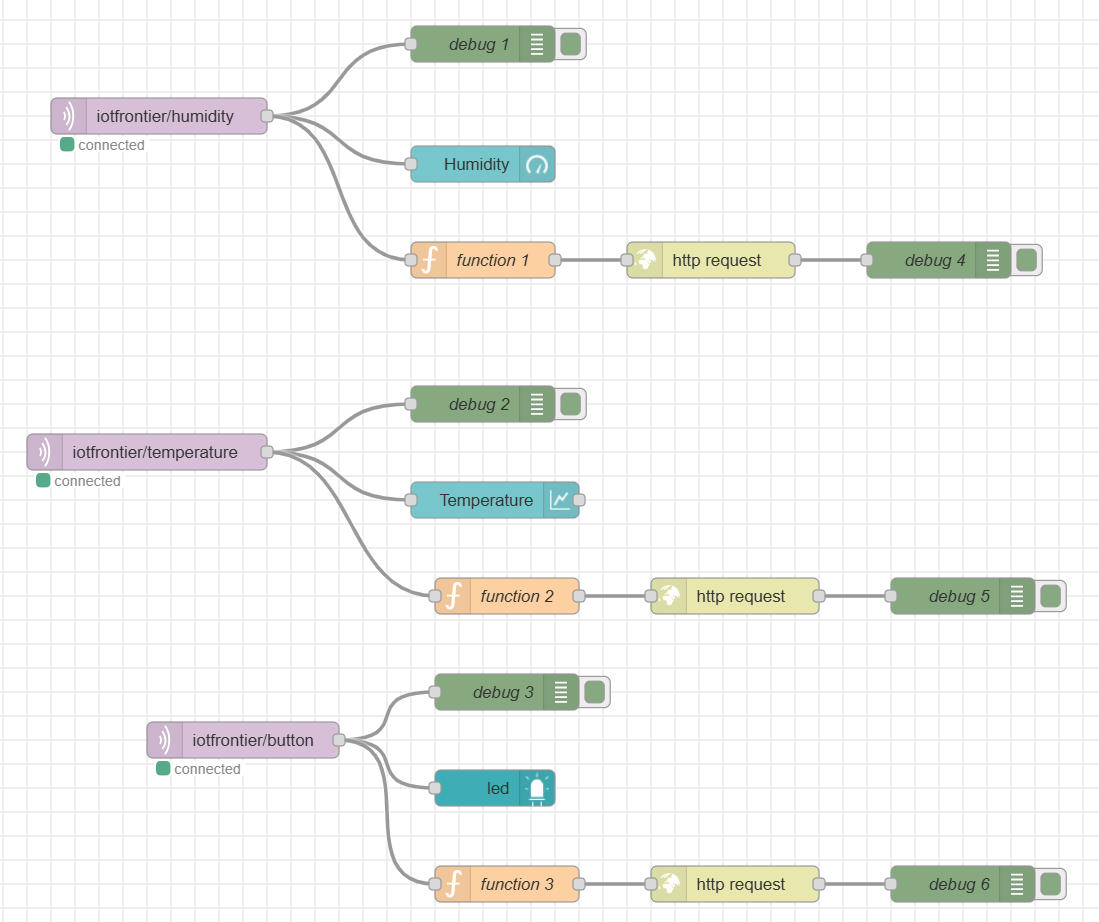 debug 1
iotfrontier/humidity
connected
Humidity
function 1
http request
debug 4
debug 2
iotfrontier/temperature
connected
Temperature
function 2
http request
debug 5
debug 3
iotfrontier/button
connected
led
function 3
http request
debug 6